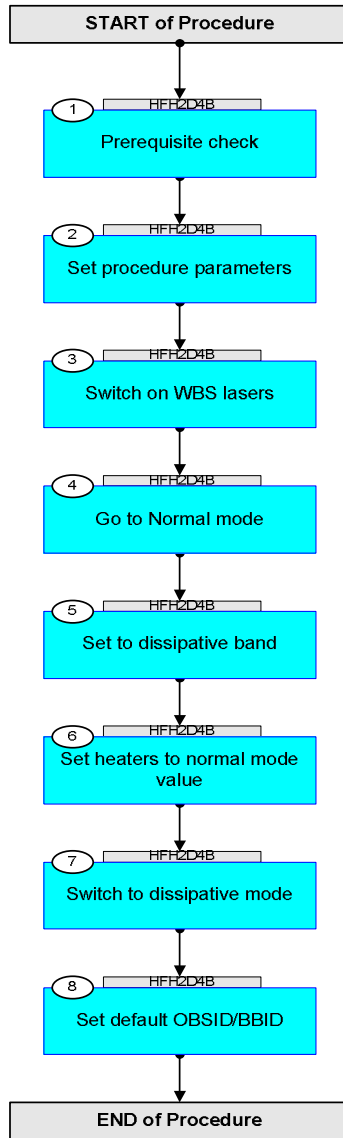 START of Procedure
HFH2D4B
1
Prerequisite check
HFH2D4B
2
Set procedure parameters
HFH2D4B
3
Switch on WBS lasers
HFH2D4B
4
Go to Normal mode
HFH2D4B
5
Set to dissipative band
HFH2D4B
6
Set heaters to normal mode
value
HFH2D4B
7
Switch to dissipative mode
HFH2D4B
8
Set default OBSID/BBID
END of Procedure